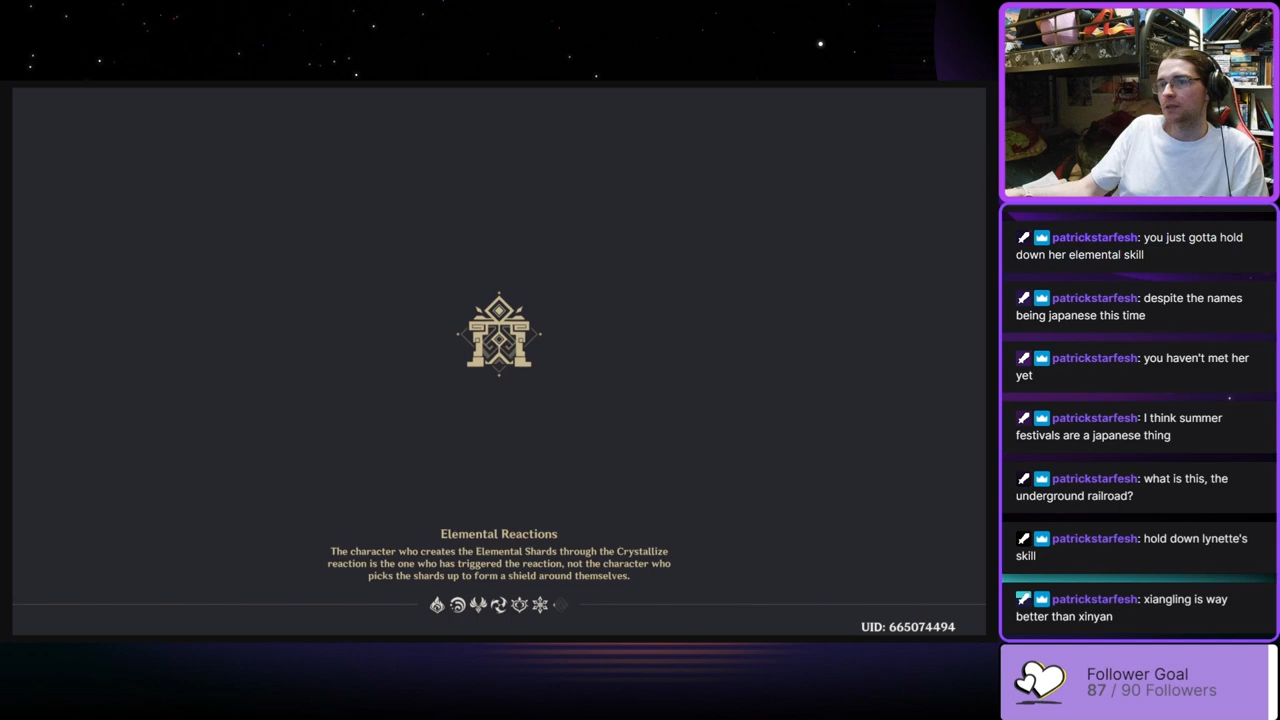 Elemental Reactions
The character who creates the Elemental Shards through the Crystallize
reaction is the one who has triggered the reaction, not the character who
picks the shards up to form a shield around themselves.
UID: 665074494
patrickstarfesh: you just gotta hold
down her elemental skill
patrickstarfesh: despite the names
being japanese this time
patrickstarfesh: you haven't met her
yet
patrickstarfesh: I think summer
festivals are a japanese thing
patrickstarfesh: what is this, the
underground railroad?
patrickstarfesh: hold down lynette's
skill
patrickstarfesh: xiangling is way
better than xinyan
Follower Goal
87 / 90 Followers